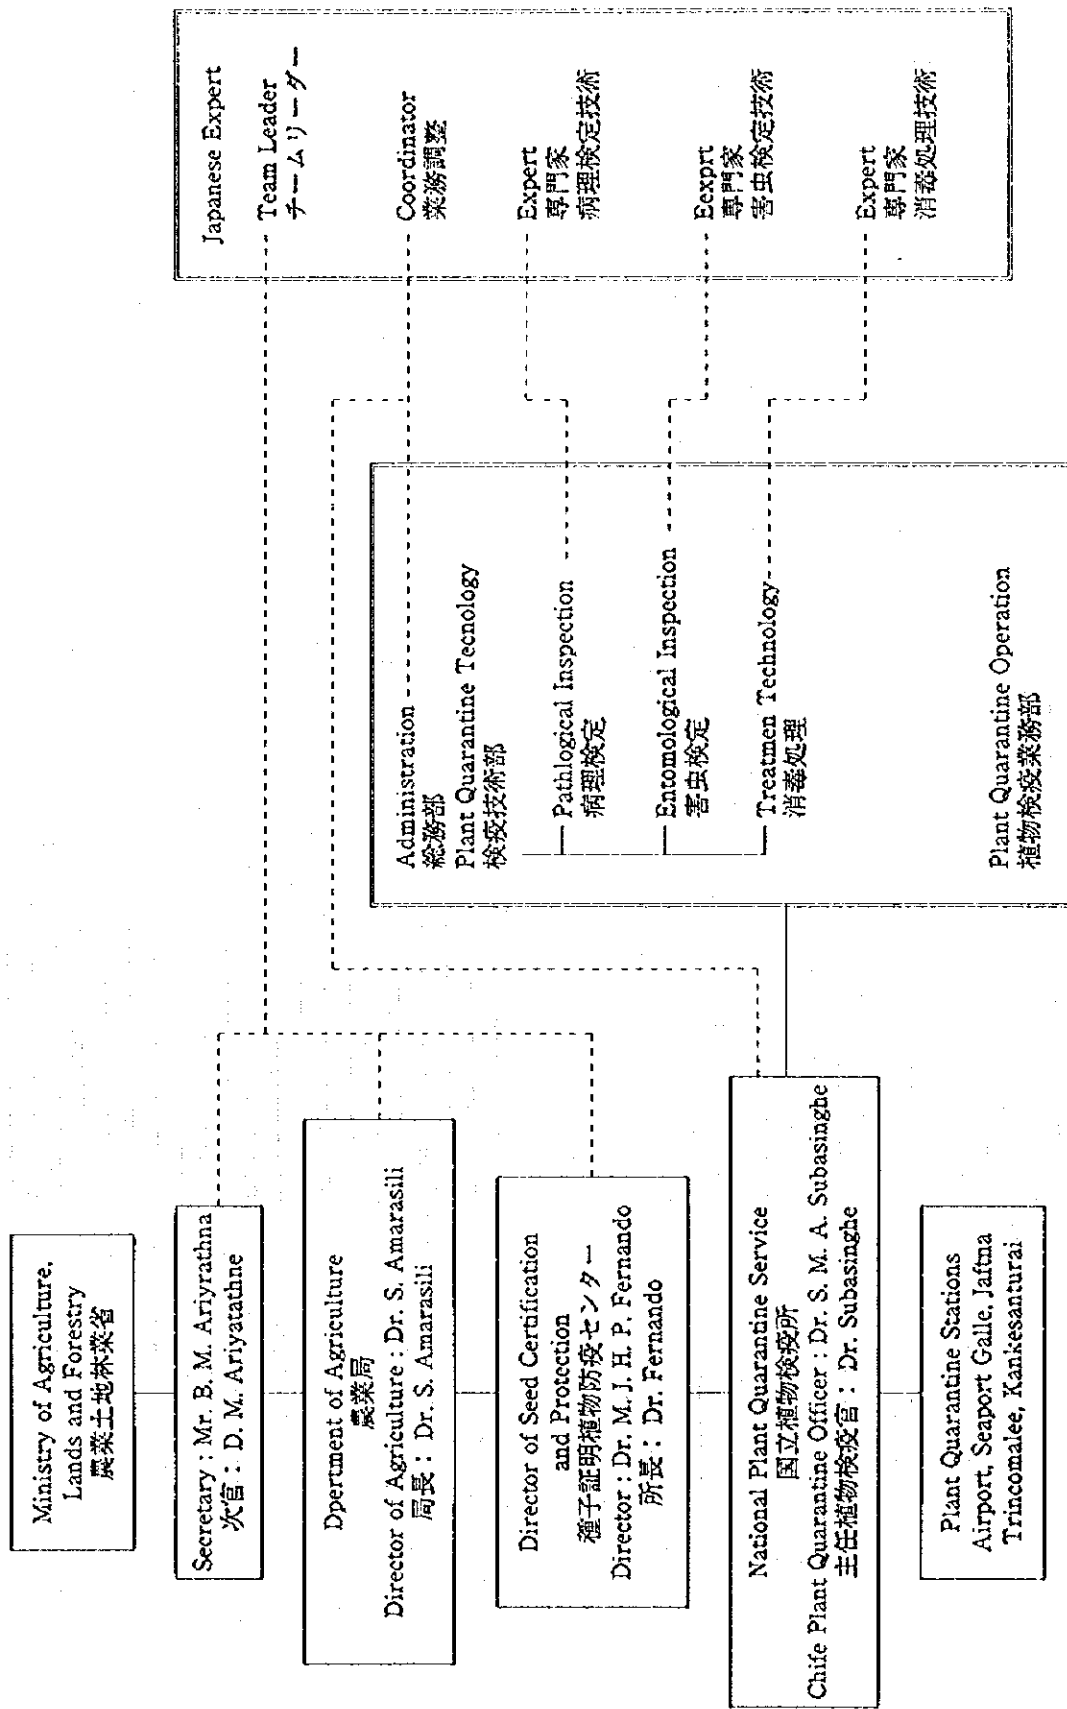 Ministry of Agriculture,
Lands and Forestry
農業土地林業省
Secretary : Mr. B. M. Ariyrathna
次官 : D. M. Ariyatathne
Dpertment of Agriculture
農業局
Director of Agriculture : Dr. S. Amarasili
局長 : Dr. S. Amarasili
Director of Seed Certification
and Protection
種子証明植物防疫センター
Director : Dr. M. J. H. P. Fernando
所長 : Dr. Fernando
National Plant Quarantine Service
国立植物検疫所
Chife Plant Quarantine Officer : Dr. S. M. A. Subasinghe
主任植物検疫官 : Dr. Subasinghe
Plant Quarantine Stations
Airport, Seaport Galle, Jaftna
Trincomalee, Kankesanturai
Administration
総務部
Plant Quarantine Tecnology
検疫技術部
Pathlogical Inspection
病理検定
Entomological Inspection
害虫検定
Treatmen Technology
消毒処理
Plant Quarantine Operation
植物検疫業務部
Japanese Expert
Team Leader
チームリーダー
Coordinator
業務調整
Expert
専門家
病理検定技術
Eexprt
専門家
害虫検定技術
Expert
専門家
消毒処理技術